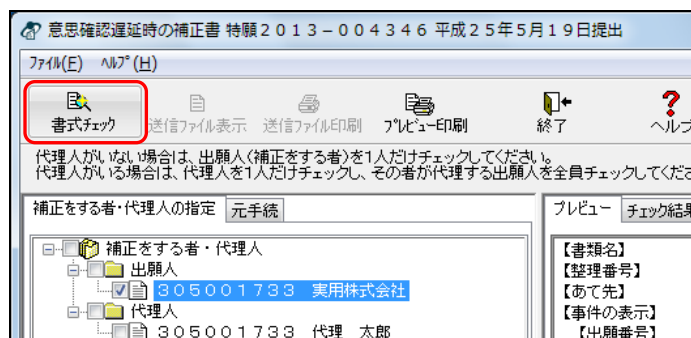 意思確認遅延時の補正書 特願２０１３－００４３４６ 平成２５年５月１９日提出
ﾌｧｲﾙ(F) ﾍﾙﾌﾟ(H)
書式ﾁｪｯｸ 送信ﾌｧｲﾙ表示 送信ﾌｧｲﾙ印刷 ﾌﾟﾚﾋﾞｭｰ印刷 終了 ヘルプ
代理人がいない場合は、出願人(補正をする者)を1人だけチェックしてください。
代理人がいる場合は、代理人を1人だけチェックし、その者が代理する出願人を全員チェックしてくださ
補正をする者・代理人の指定 元手続 プレビュー チェック結果
補正をする者・代理人
出願人
３０５００１７３３ 実用株式会社
代理人
３０５００１７３３ 代理 太郎
【書類名】
【整理番号】
【あて先】
【事件の表示】
【出願番号】